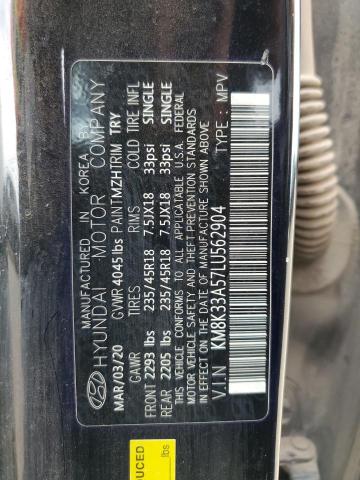 MANUFACTURED IN KOREA B
HYUNDAI MOTOR COMPANY
MAR/03/20 GVWR 4045 lbs PAINT MZH TRIM TRY
GAWR TIRES RIMS COLD TIRE INFL
FRONT 2293 lbs 235/45R18 7.5JX18 33psi SINGLE
REAR 2205 lbs 235/45R18 7.5JX18 33psi SINGLE
THIS VEHICLE CONFORMS TO ALL APPLICABLE U.S.A. FEDERAL
MOTOR VEHICLE SAFETY AND THEFT-PREVENTION STANDARDS
IN EFFECT ON THE DATE OF MANUFACTURE SHOWN ABOVE.
V.I.N KM8K33A57LU562904 TYPE : MPV
DUCED
lbs